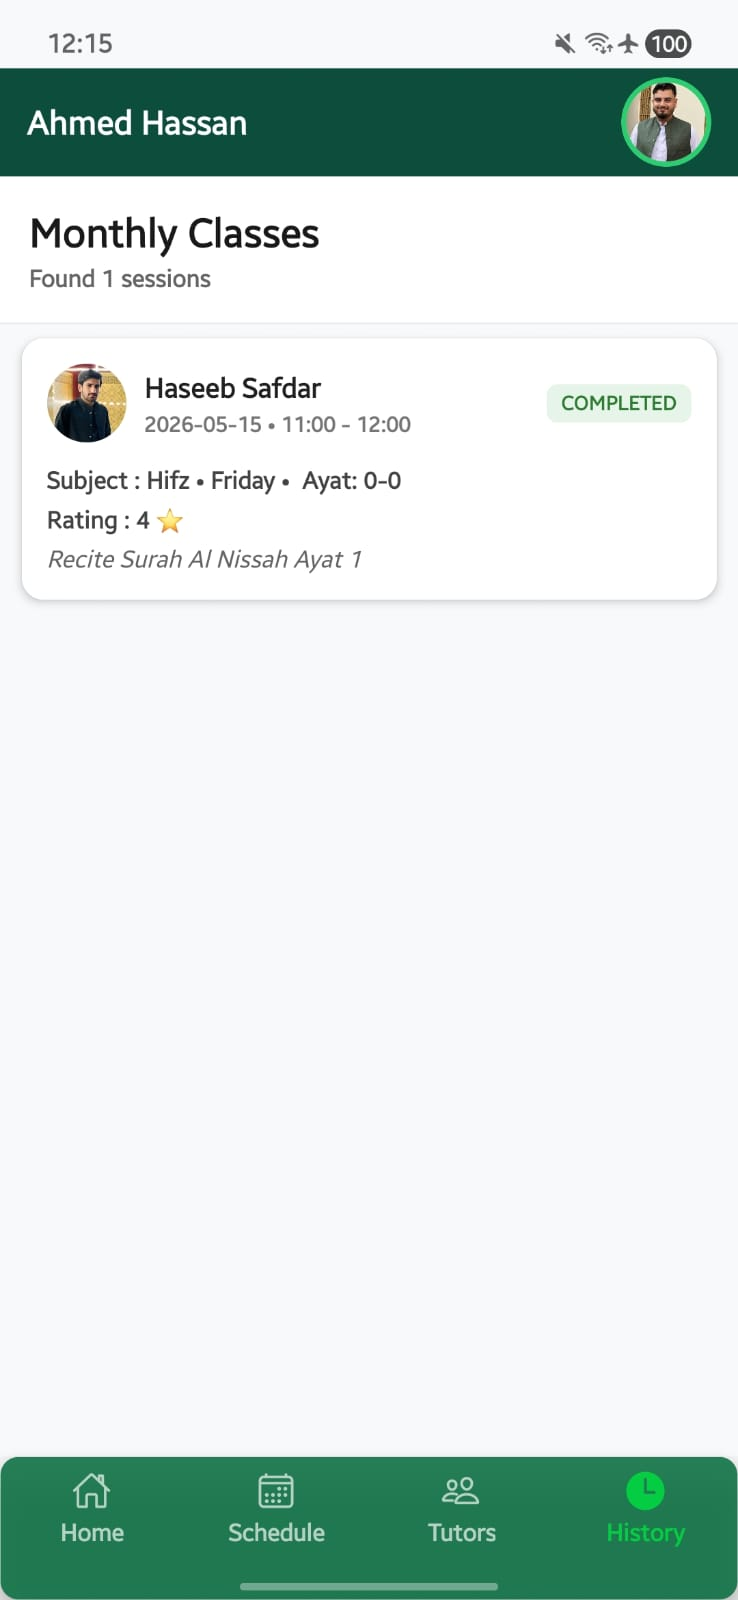 12:15
100
Ahmed Hassan
Monthly Classes
Found 1 sessions
Haseeb Safdar
2026-05-15 • 11:00 - 12:00
COMPLETED
Subject : Hifz • Friday • Ayat: 0-0
Rating : 4 ⭐
Recite Surah Al Nissah Ayat 1
Home
Schedule
Tutors
History